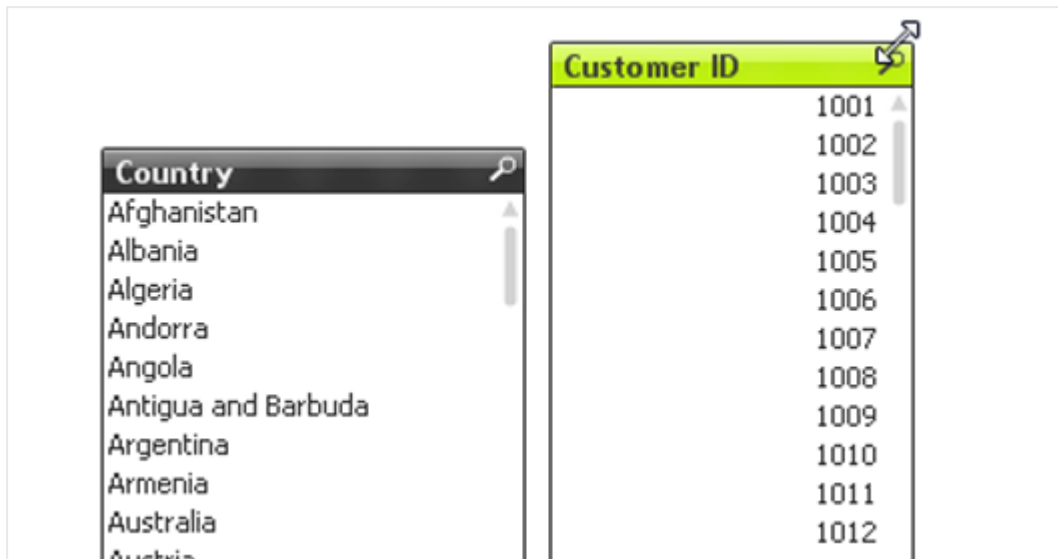 Country
Afghanistan
Albania
Algeria
Andorra
Angola
Antigua and Barbuda
Argentina
Armenia
Australia
Austria
Customer ID
1001
1002
1003
1004
1005
1006
1007
1008
1009
1010
1011
1012